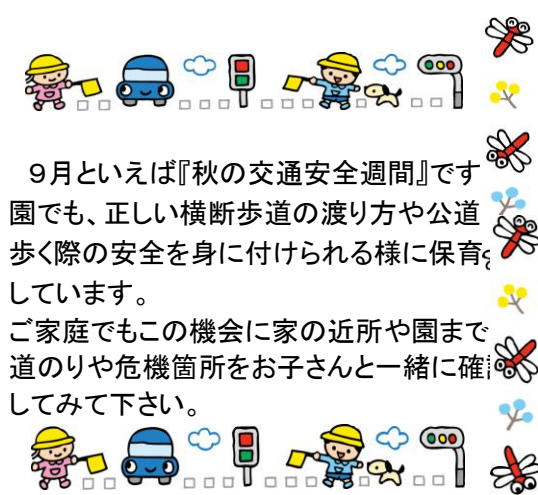 ９月といえば『秋の交通安全週間』です
園でも、正しい横断歩道の渡り方や公道
歩く際の安全を身に付けられる様に保育
しています。
ご家庭でもこの機会に家の近所や園まで
道のりや危機箇所をお子さんと一緒に確
してみて下さい。